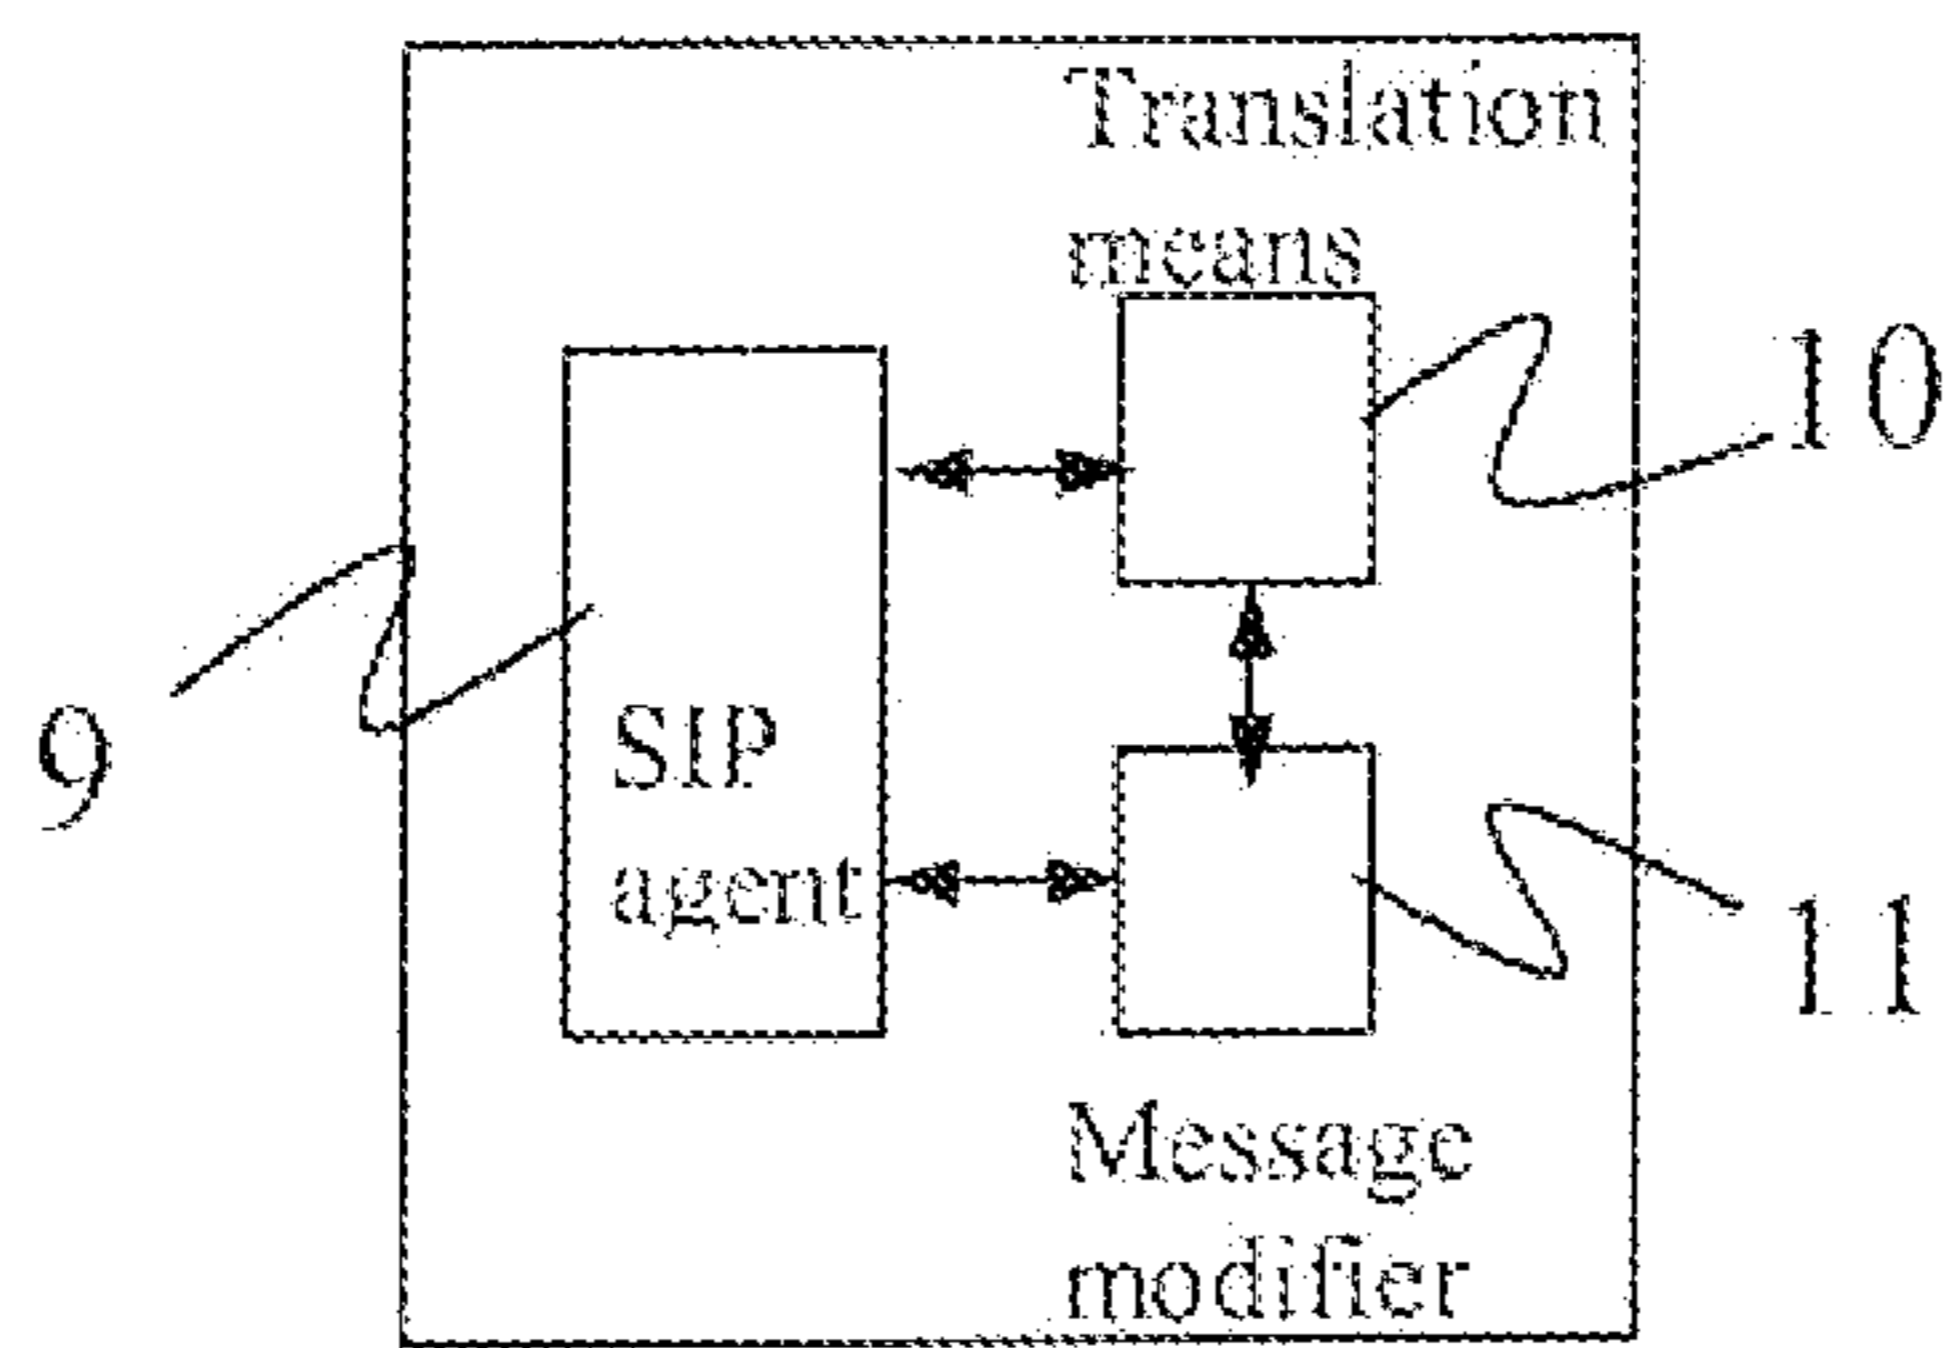 Translation
means
10
9
SIP
agent
11
Message
modifier